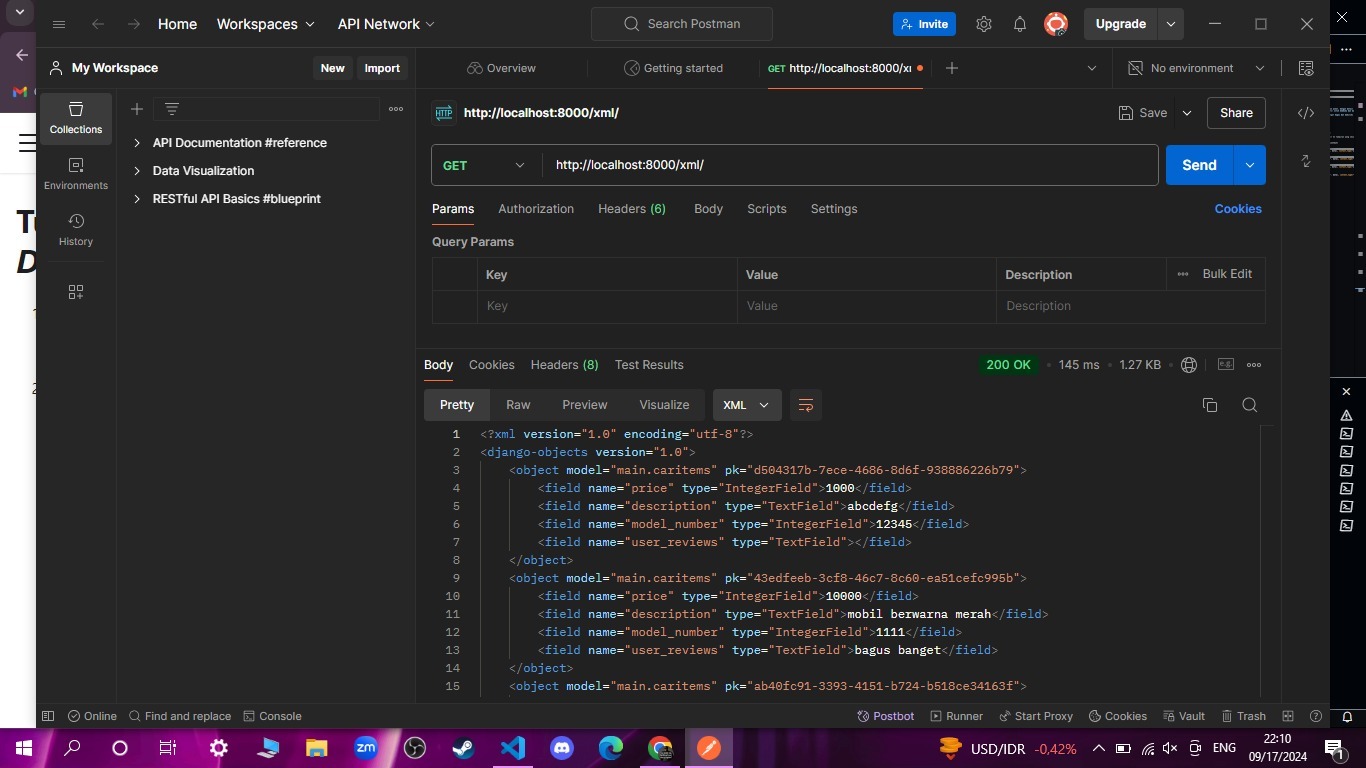 Home Workspaces API Network Search Postman Invite Upgrade
My Workspace New Import Overview Getting started GET http://localhost:8000/xı No environment
Collections
Environments
History
API Documentation #reference
Data Visualization
RESTful API Basics #blueprint
HTTP http://localhost:8000/xml/ Save Share
GET http://localhost:8000/xml/ Send
Params Authorization Headers (6) Body Scripts Settings Cookies
Query Params
Key Value Description Bulk Edit
Key Value Description
Body Cookies Headers (8) Test Results 200 OK 145 ms 1.27 KB e.g.
Pretty Raw Preview Visualize XML
1 <?xml version="1.0" encoding="utf-8"?>
2 <django-objects version="1.0">
3 <object model="main.caritems" pk="d504317b-7ece-4686-8d6f-938886226b79">
4 <field name="price" type="IntegerField">1000</field>
5 <field name="description" type="TextField">abcdefg</field>
6 <field name="model_number" type="IntegerField">12345</field>
7 <field name="user_reviews" type="TextField"></field>
8 </object>
9 <object model="main.caritems" pk="43edfeeb-3cf8-46c7-8c60-ea51cefc995b">
10 <field name="price" type="IntegerField">10000</field>
11 <field name="description" type="TextField">mobil berwarna merah</field>
12 <field name="model_number" type="IntegerField">1111</field>
13 <field name="user_reviews" type="TextField">bagus banget</field>
14 </object>
15 <object model="main.caritems" pk="ab40fc91-3393-4151-b724-b518ce34163f">
Online Find and replace Console Postbot Runner Start Proxy Cookies Vault Trash
zm USD/IDR -0,42% ENG 22:10
09/17/2024 1